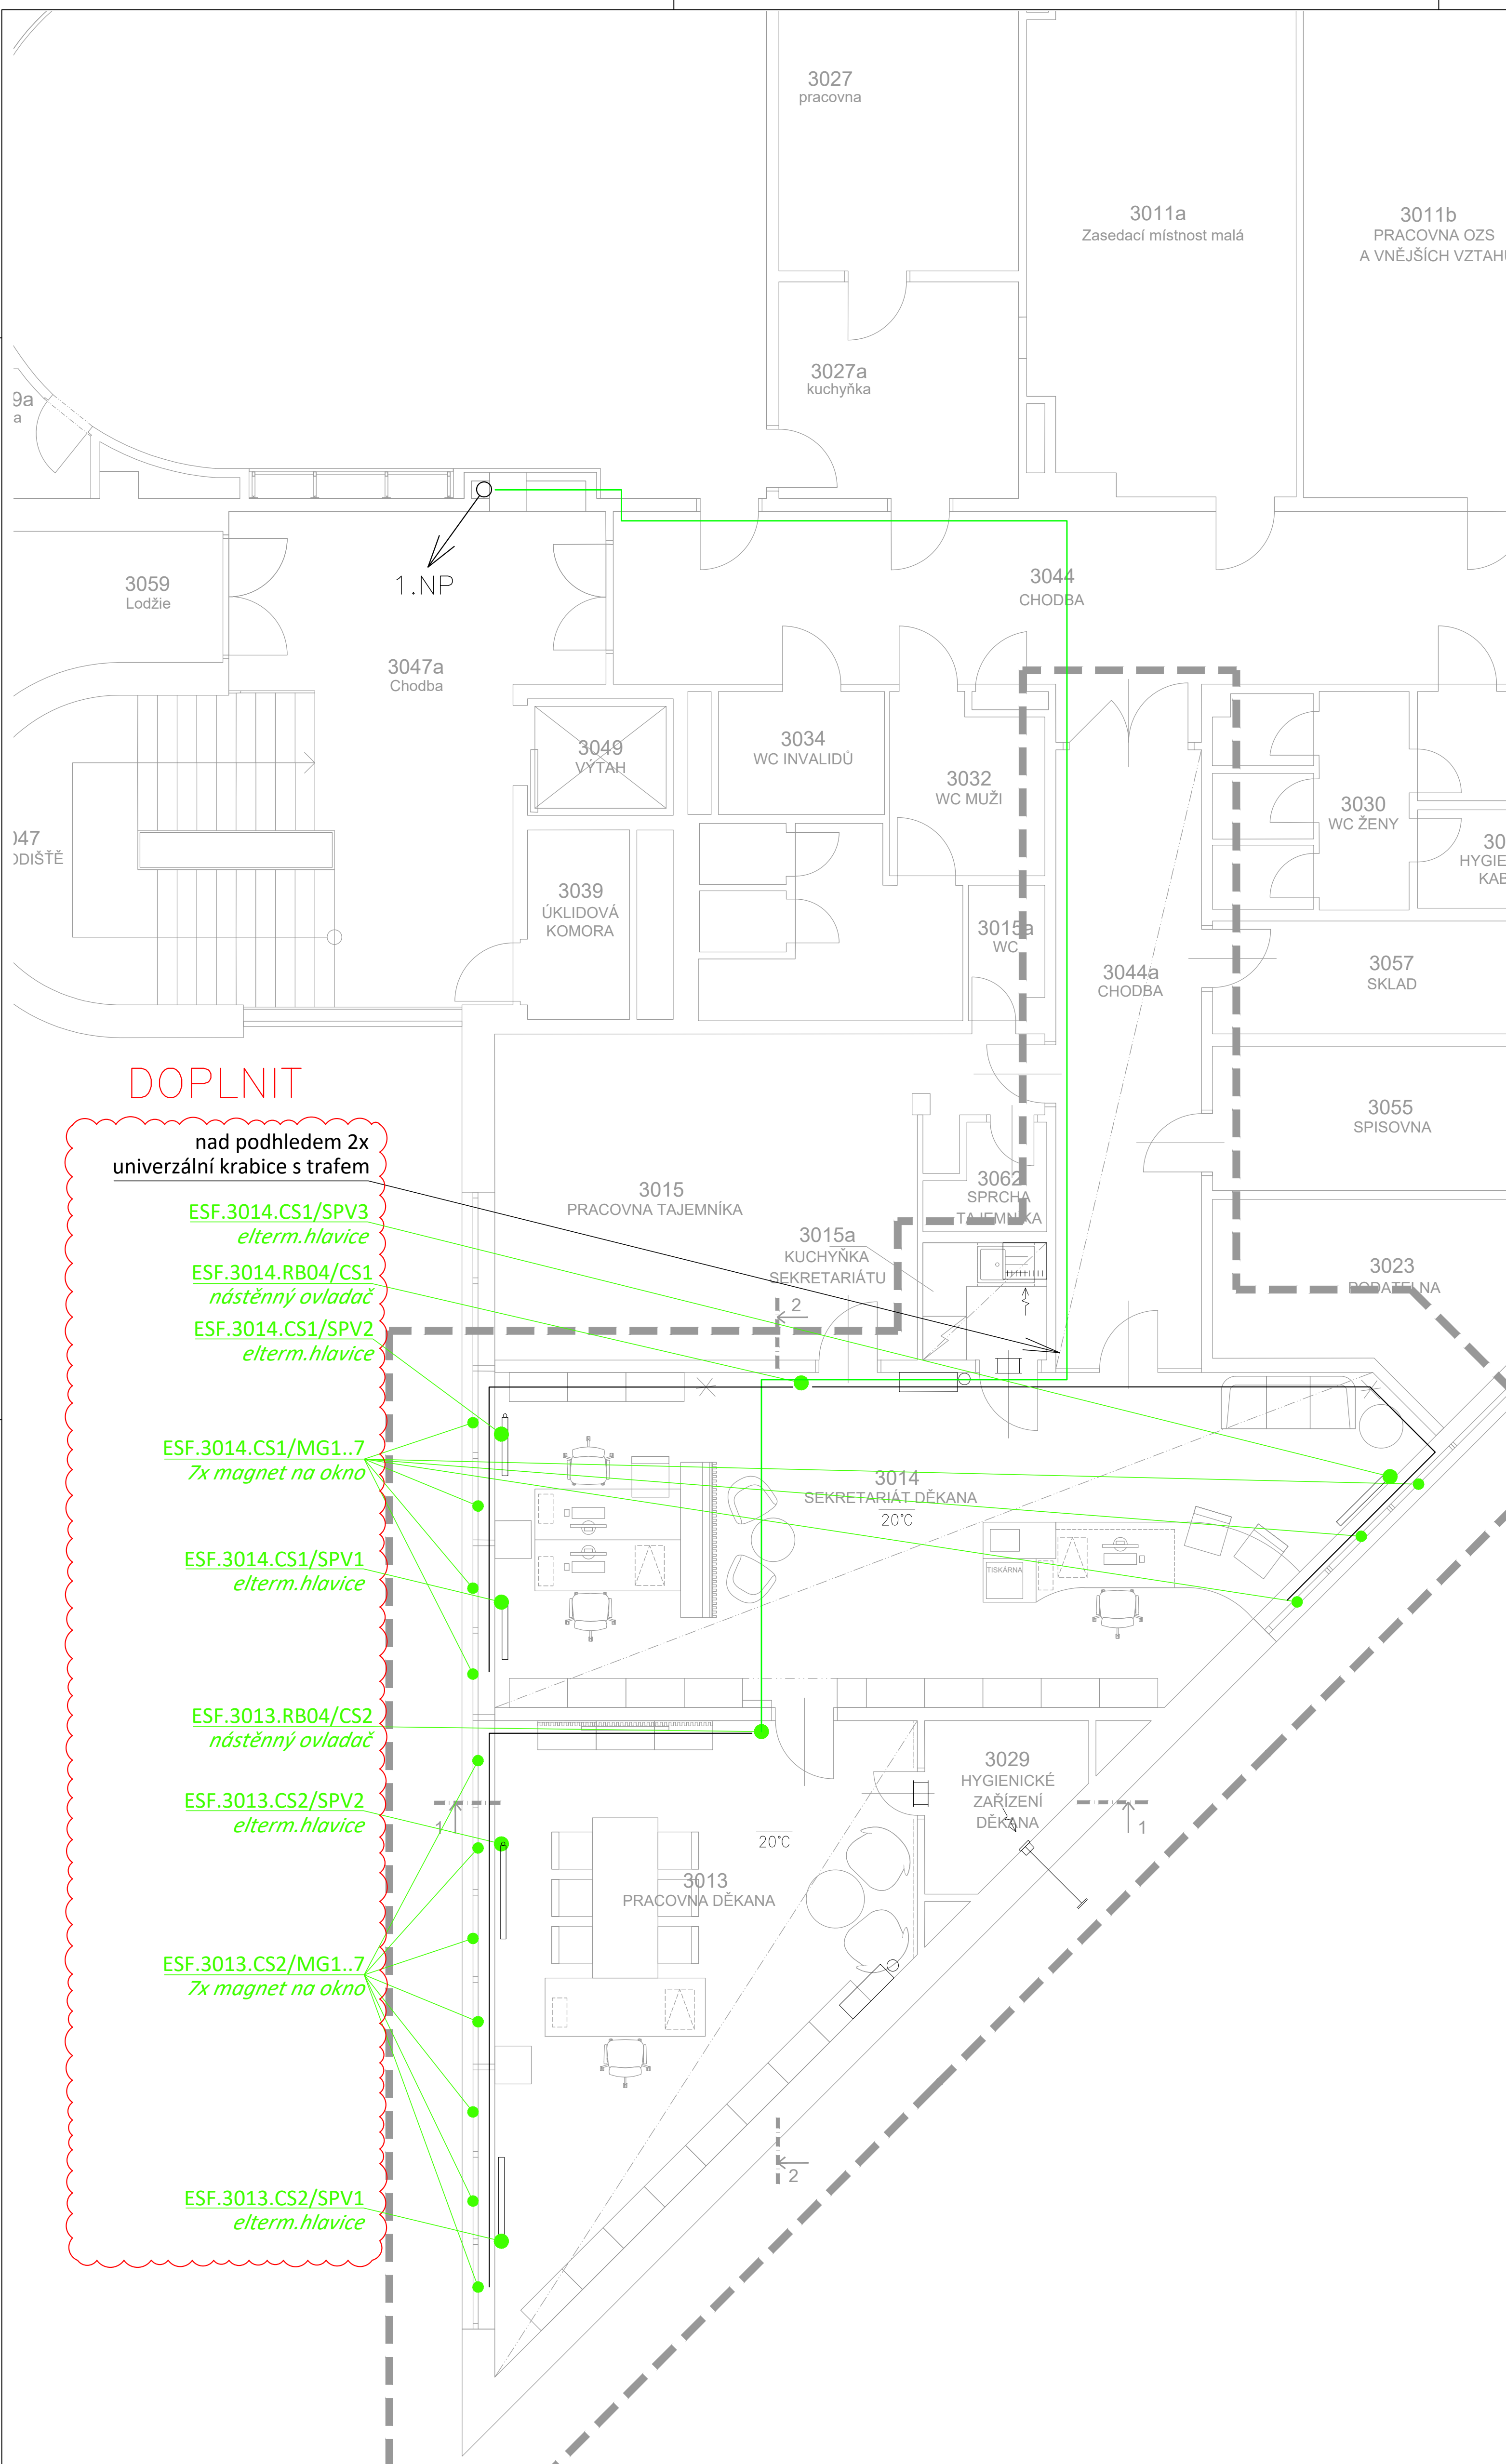 3027
pracovna
3011a
Zasedací místnost malá
3011b
PRACOVNA OZS
A VNĚJŠÍCH
3027a
kuchyňka
9a
a
1.NP
3059
Lodžie
3044
CHODBA
3047a
Chodba
3049
VÝTAH
3034
WC INVALIDŮ
3032
WC MUŽI
3030
WC ŽENY
3039
ÚKLIDOVÁ
KOMORA
3015a
WC
3044a
CHODBA
3057
SKLAD
DOPLNIT
nad podhledem 2x
univerzální krabice s trafem
ESF.3014.CS1/SPV3
elterm.hlavice
ESF.3014.RB04/CS1
nástěnný ovladač
ESF.3014.CS1/SPV2
elterm.hlavice
ESF.3014.CS1/MG1..7
7x magnet na okno
ESF.3014.CS1/SPV1
elterm.hlavice
ESF.3013.RB04/CS2
nástěnný ovladač
ESF.3013.CS2/SPV2
elterm.hlavice
ESF.3013.CS2/MG1..7
7x magnet na okno
ESF.3013.CS2/SPV1
elterm.hlavice
3055
SPISOVNA
3015
PRACOVNA TAJEMNÍKA
3062
SPRCHA
TAJEMNÍKA
3015a
KUCHYŇKA
SEKRETARIÁTU
3023
PODATELNA
2
3014
SEKRETARIÁT DĚKANA
20°C
TISKÁRNA
3029
HYGIENICKÉ
ZAŘÍZENÍ
DĚKANA
1
1
20°C
3013
PRACOVNA DĚKANA
2